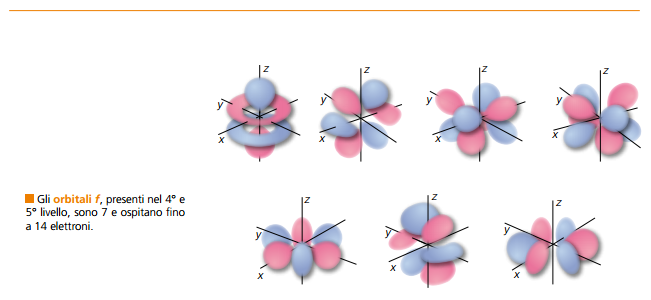 z
z
z
z
y
y
y
y
x
x
x
x
Gli orbitali f, presenti nel 4° e
5° livello, sono 7 e ospitano fino
a 14 elettroni.
z
z
z
y
y
y
x
x
x